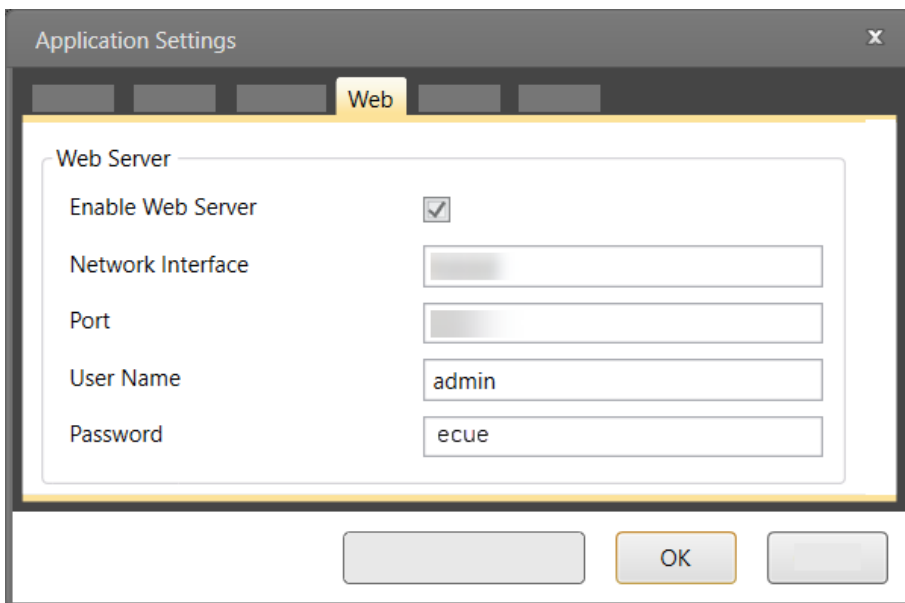 Application Settings
x
Web
Web Server
Enable Web Server
Network Interface
Port
User Name admin
Password ecue
OK